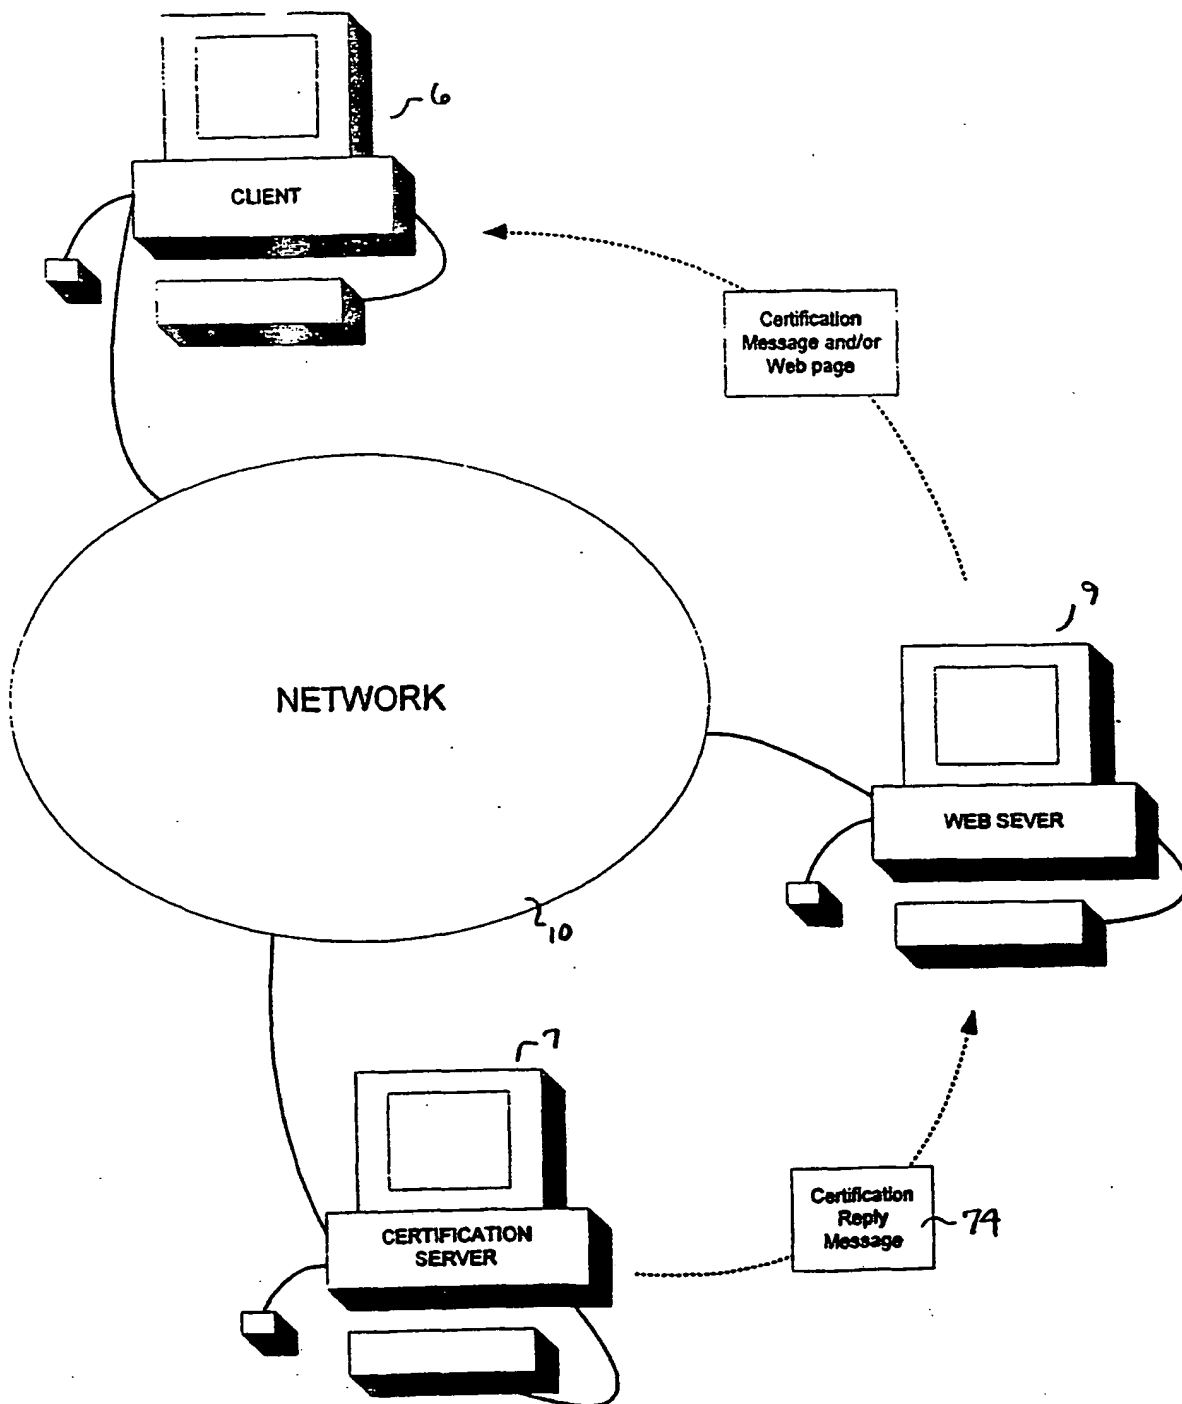 6
CLIENT
Certification
Message and/or
Web page
9
NETWORK
WEB SEVER
10
7
CERTIFICATION
SERVER
Certification
Reply
Message
74